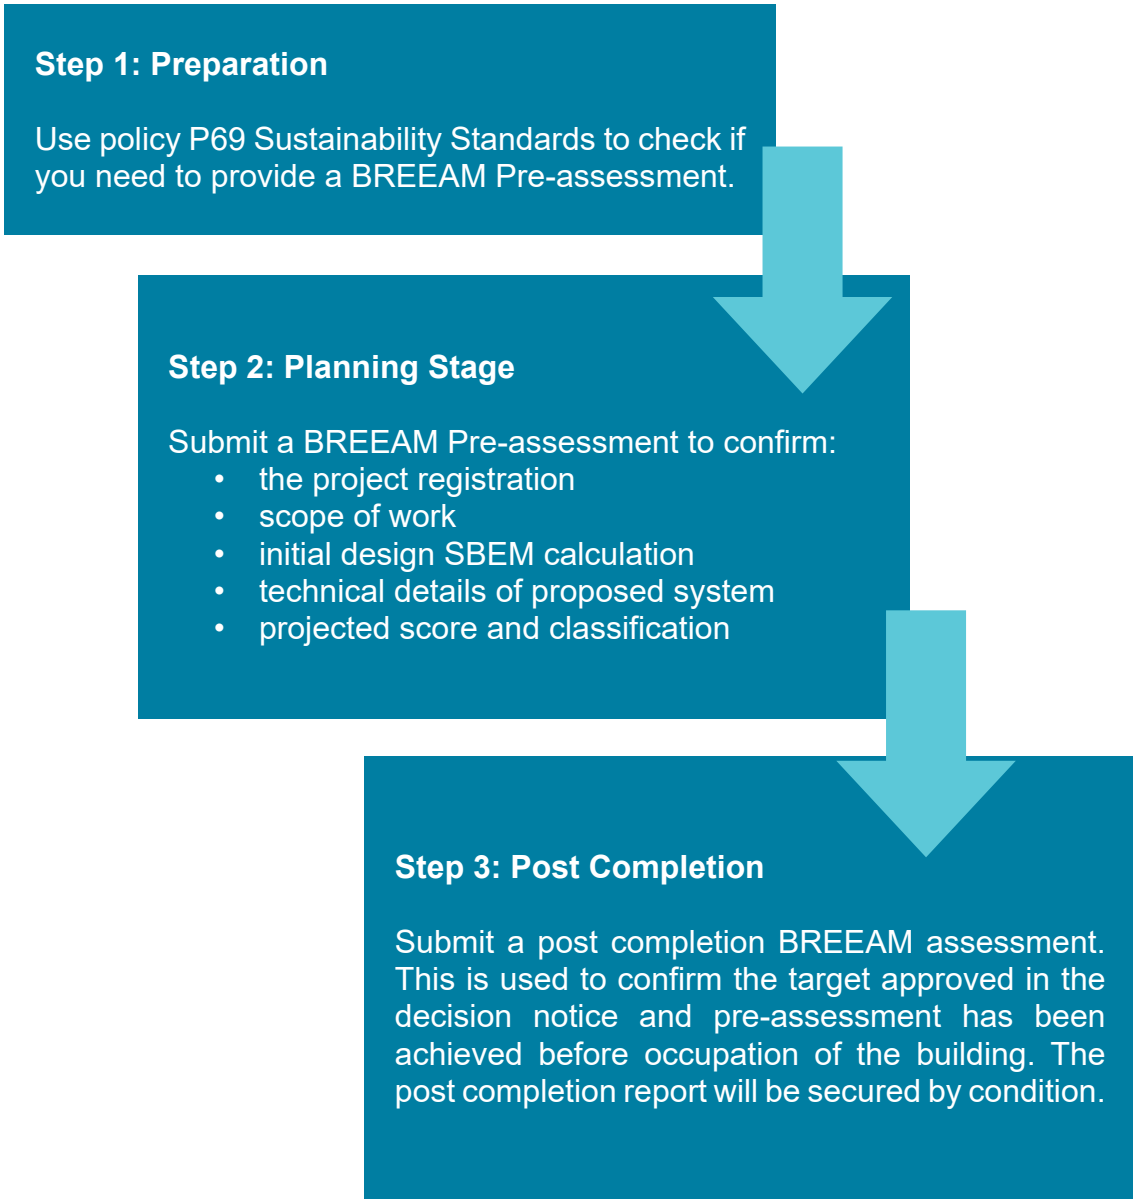 Step 1: Preparation
Use policy P69 Sustainability Standards to check if
you need to provide a BREEAM Pre-assessment.
Step 2: Planning Stage
Submit a BREEAM Pre-assessment to confirm:
• the project registration
• scope of work
• initial design SBEM calculation
• technical details of proposed system
• projected score and classification
Step 3: Post Completion
Submit a post completion BREEAM assessment.
This is used to confirm the target approved in the
decision notice and pre-assessment has been
achieved before occupation of the building. The
post completion report will be secured by condition.